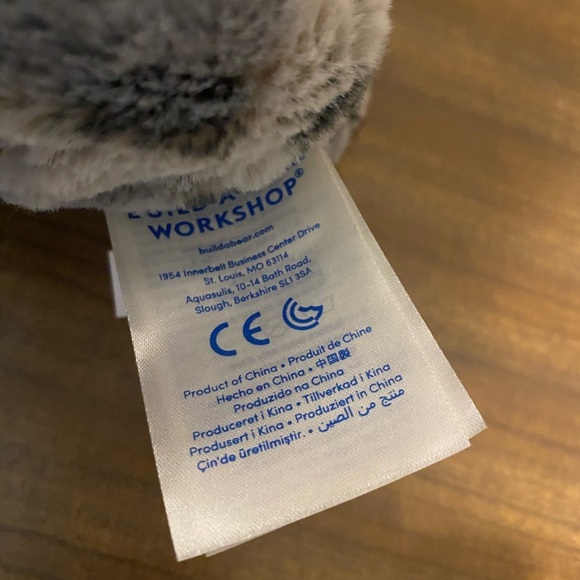 WORKSHOP®
buildabear.com
1954 Innerbelt Business Center Drive
St. Louis, MO 63114
Aquasulis, 10-14 Bath Road,
Slough, Berkshire SL1 3SA
CE
Product of China • Produit de Chine
Hecho en China • 中国製
Produzido na China
Produceret i Kina • Tillverkad i Kina
Produsert i Kina • Produziert in China
Çin'de üretilmiştir. • منتج من الصين